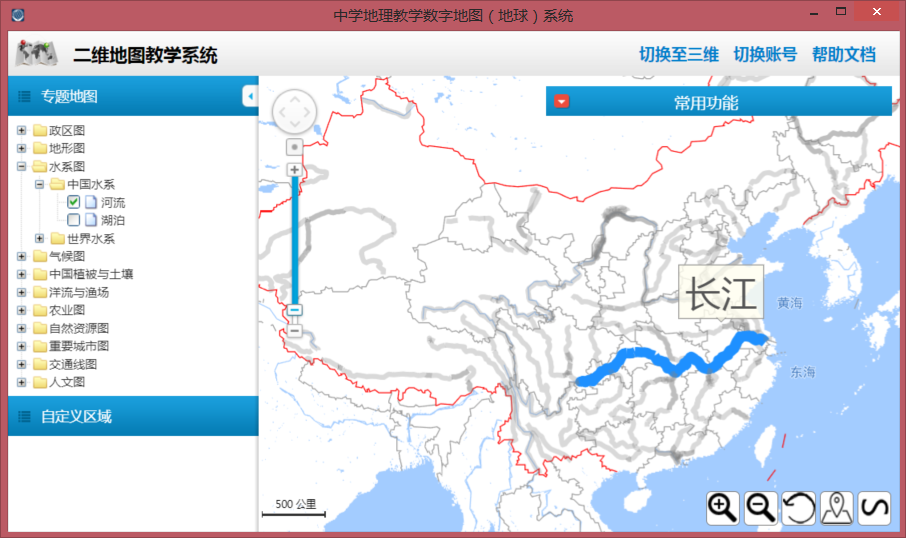 中学地理教学数字地图（地球）系统
二维地图教学系统
切换至三维 切换账号 帮助文档
专题地图
常用功能
政区图
地形图
水系图
中国水系
河流
湖泊
世界水系
气候图
中国植被与土壤
洋流与渔场
农业图
自然资源图
重要城市图
交通线图
人文图
自定义区域
长江
黄海
东海
500 公里